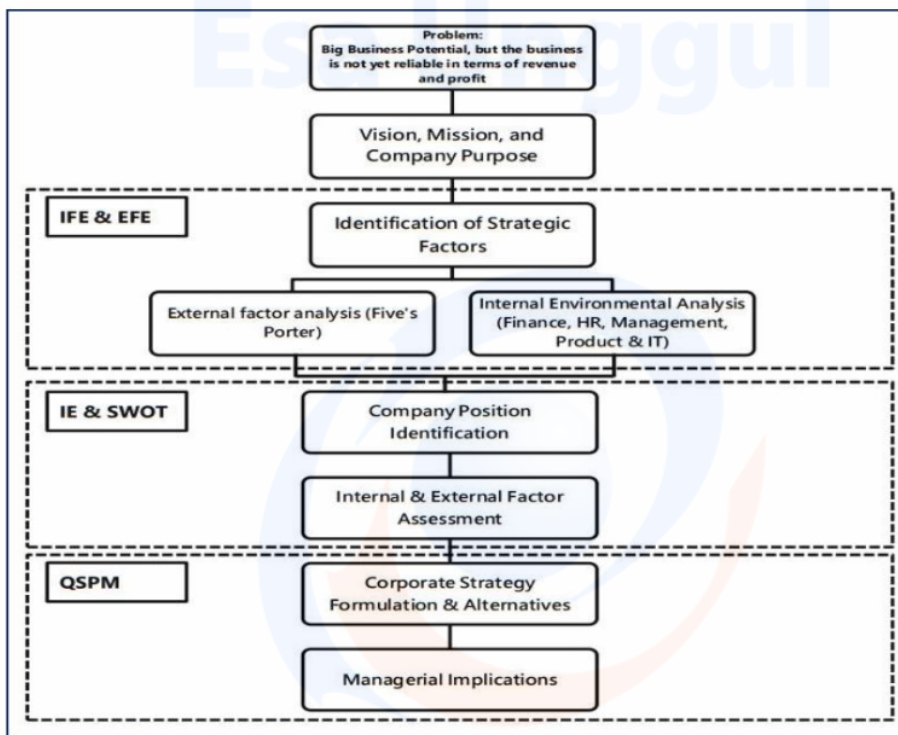 Esa Unggul
Problem:
Big Business Potential, but the business
is not yet reliable in terms of revenue
and profit
Vision, Mission, and
Company Purpose
IFE & EFE
Identification of Strategic
Factors
External factor analysis (Five's
Porter)
Internal Environmental Analysis
(Finance, HR, Management,
Product & IT)
IE & SWOT
Company Position
Identification
Internal & External Factor
Assessment
QSPM
Corporate Strategy
Formulation & Alternatives
Managerial Implications